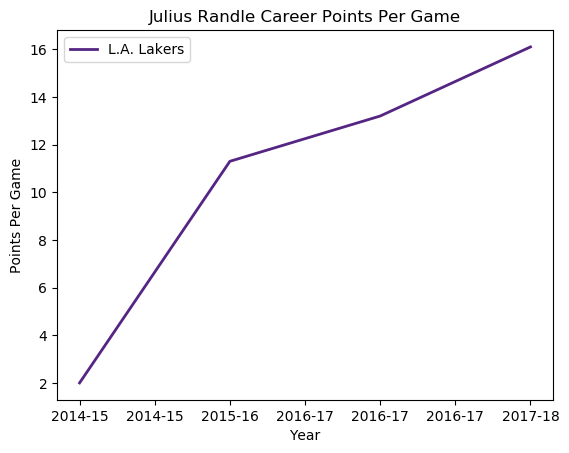 Julius Randle Career Points Per Game
L.A. Lakers
16
14
12
10
8
6
4
2
Points Per Game
2014-15 2014-15 2015-16 2016-17 2016-17 2016-17 2017-18
Year